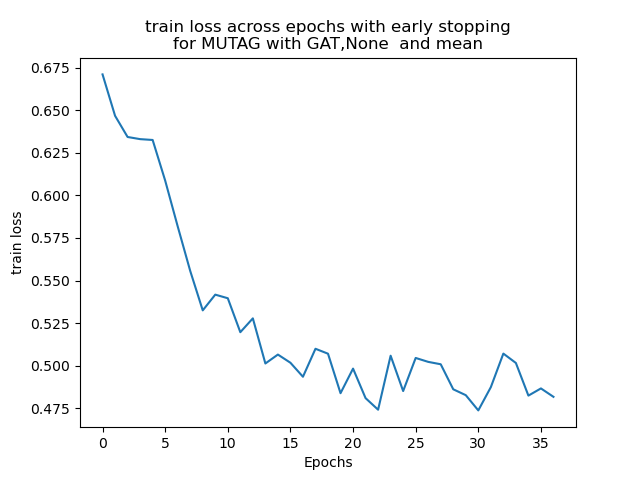 train loss across epochs with early stopping
for MUTAG with GAT,None  and mean
0.675
0.650
0.625
0.600
0.575
0.550
0.525
0.500
0.475
train loss
0 5 10 15 20 25 30 35
Epochs